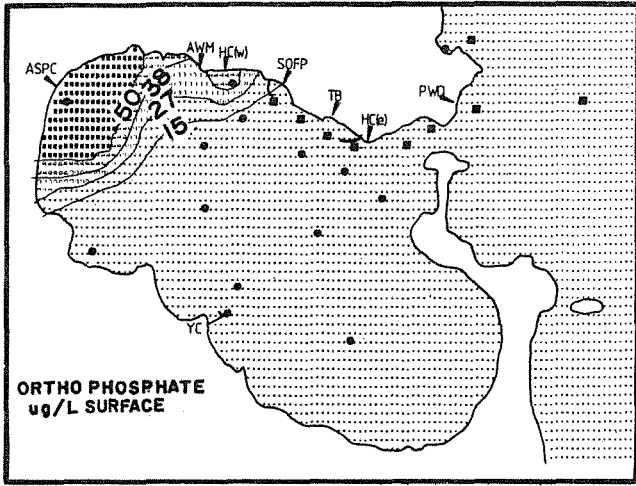 ASPC
AWM
HC(w)
SOFP
TB
HC(e)
PWD
50
38
27
15
YC
ORTHO PHOSPHATE
ug/L SURFACE